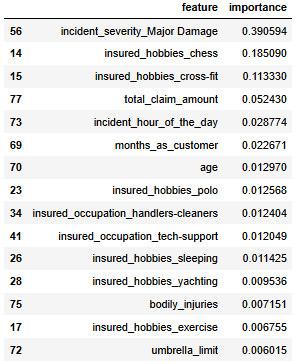 feature importance
56 incident_severity_Major Damage 0.390594
14 insured_hobbies_chess 0.185090
15 insured_hobbies_cross-fit 0.113330
77 total_claim_amount 0.052430
73 incident_hour_of_the_day 0.028774
69 months_as_customer 0.022671
70 age 0.012970
23 insured_hobbies_polo 0.012568
34 insured_occupation_handlers-cleaners 0.012404
41 insured_occupation_tech-support 0.012049
26 insured_hobbies_sleeping 0.011425
28 insured_hobbies_yachting 0.009536
75 bodily_injuries 0.007151
17 insured_hobbies_exercise 0.006755
72 umbrella_limit 0.006015